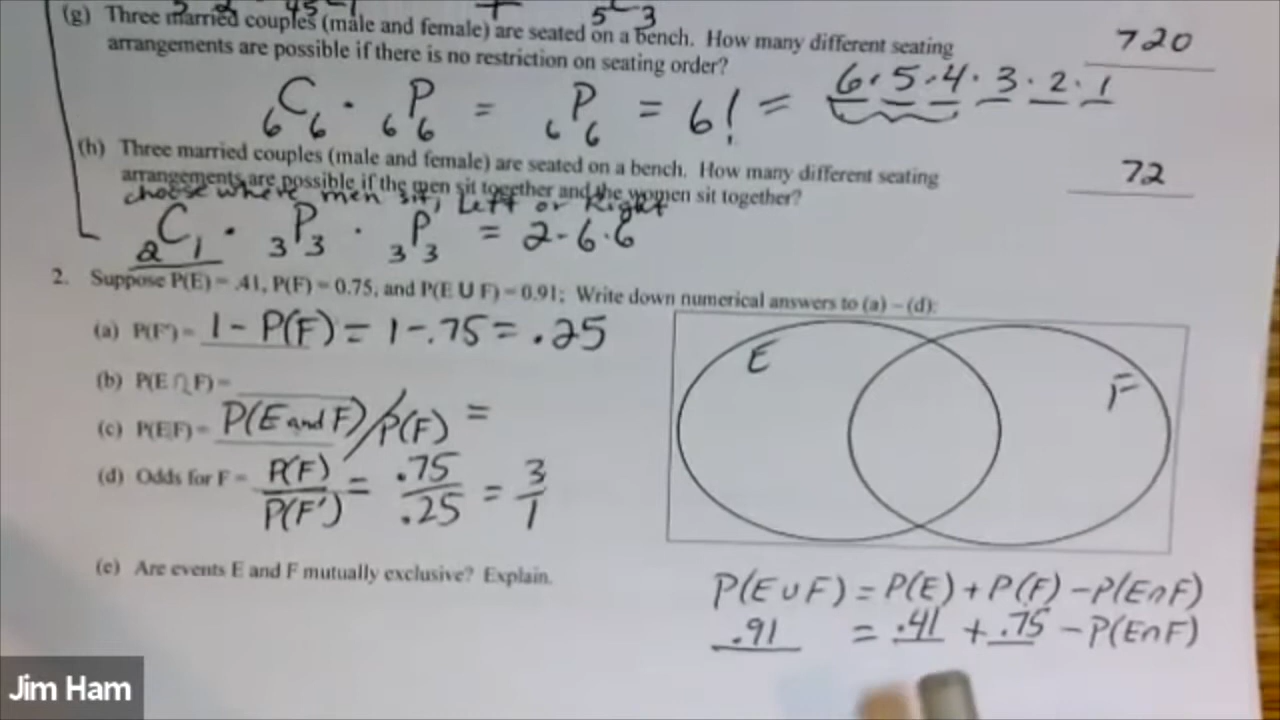 45
5 3
(g) Three married couples (male and female) are seated on a bench. How many different seating
arrangements are possible if there is no restriction on seating order?
720
6C6 · 6P6 = 6P6 = 6! = 6 · 5 · 4 · 3 · 2 · 1
(h) Three married couples (male and female) are seated on a bench. How many different seating
arrangements are possible if the men sit together and the women sit together?
72
choose where men sit, Left or Right
2C1 · 3P3 · 3P3 = 2-6·6
2. Suppose P(E) = .41, P(F) = 0.75, and P(E U F) = 0.91; Write down numerical answers to (a) – (d):
(a) P(F') = 1 - P(F) = 1 - .75 = .25
(b) P(E ∩ F) =
(c) P(E|F) = P(E and F)/P(F) =
(d) Odds for F = P(F)/P(F') = .75/.25 = 3/1
(e) Are events E and F mutually exclusive? Explain.
E
F
P(E ∪ F) = P(E) + P(F) - P(E∩F)
.91 = .41 + .75 - P(E∩F)
Jim Ham